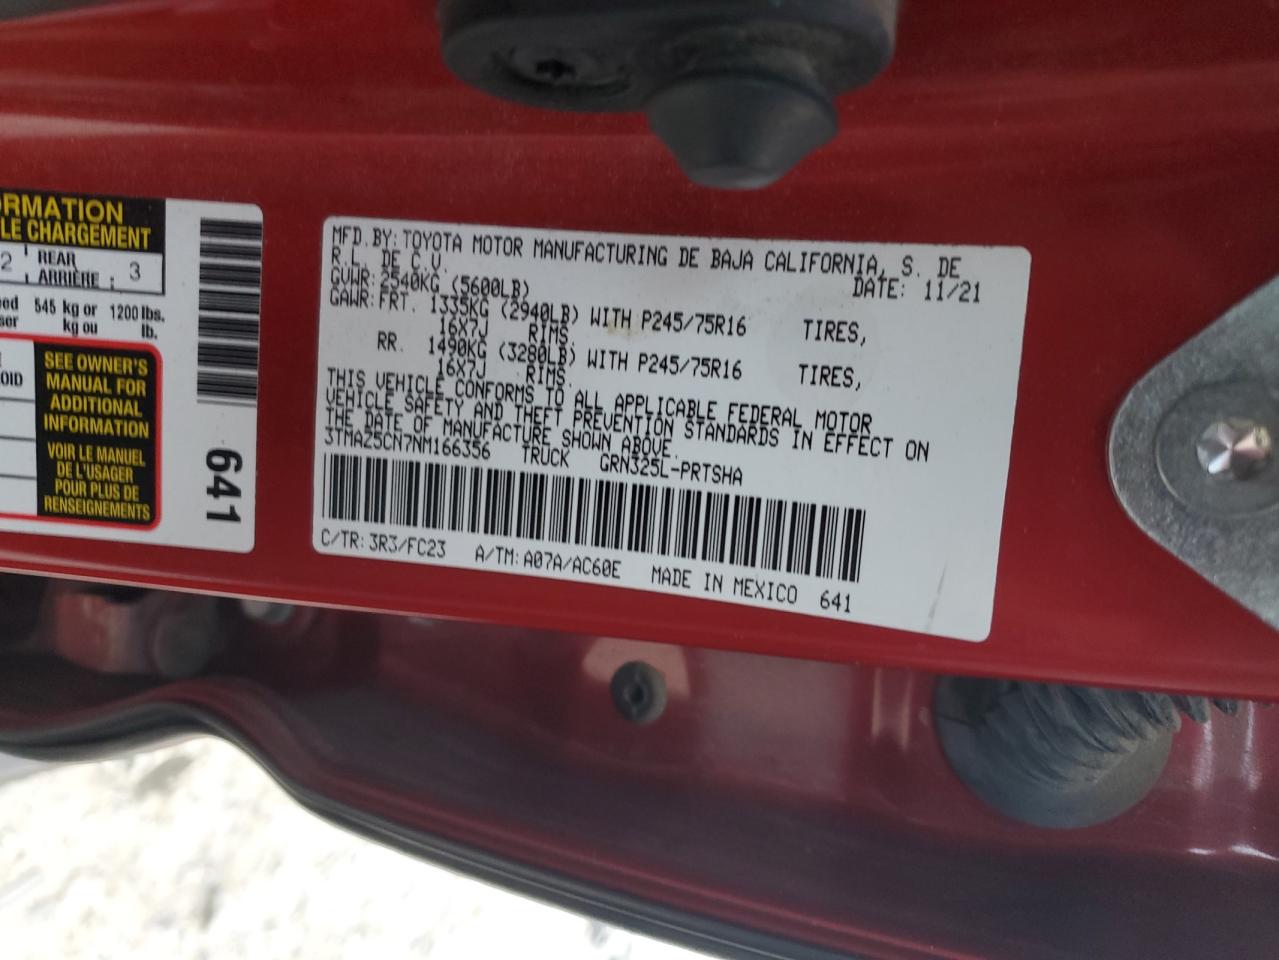 ORMATION
LE CHARGEMENT
2 REAR
ARRIÈRE : 3
545 kg or 1200 lbs.
kg ou lb.
SEE OWNER'S
MANUAL FOR
ADDITIONAL
INFORMATION
VOIR LE MANUEL
DE L'USAGER
POUR PLUS DE
RENSEIGNEMENTS
641
MFD. BY: TOYOTA MOTOR MANUFACTURING DE BAJA CALIFORNIA, S. DE
R.L. DE C.V.
DATE: 11/21
GVWR: 2540KG (5600LB)
GAWR: FRT. 1335KG (2940LB) WITH P245/75R16 TIRES,
16X7J RIMS.
RR. 1490KG (3280LB) WITH P245/75R16 TIRES,
16X7J RIMS.
THIS VEHICLE CONFORMS TO ALL APPLICABLE FEDERAL MOTOR
VEHICLE SAFETY AND THEFT PREVENTION STANDARDS IN EFFECT ON
THE DATE OF MANUFACTURE SHOWN ABOVE.
3TMAZ5CN7NM166356 TRUCK GRN325L-PRTSHA
C/TR: 3R3/FC23 A/TM: A07A/AC60E MADE IN MEXICO 641